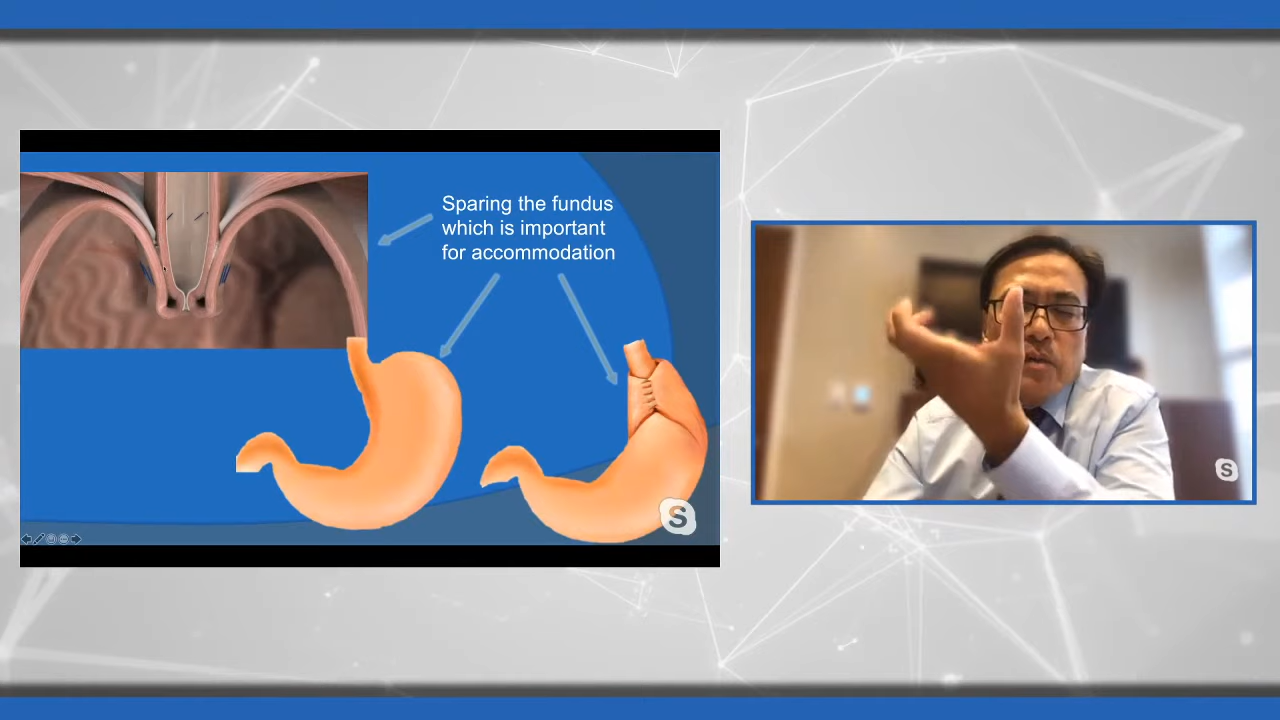 Sparing the fundus
which is important
for accommodation
S
S